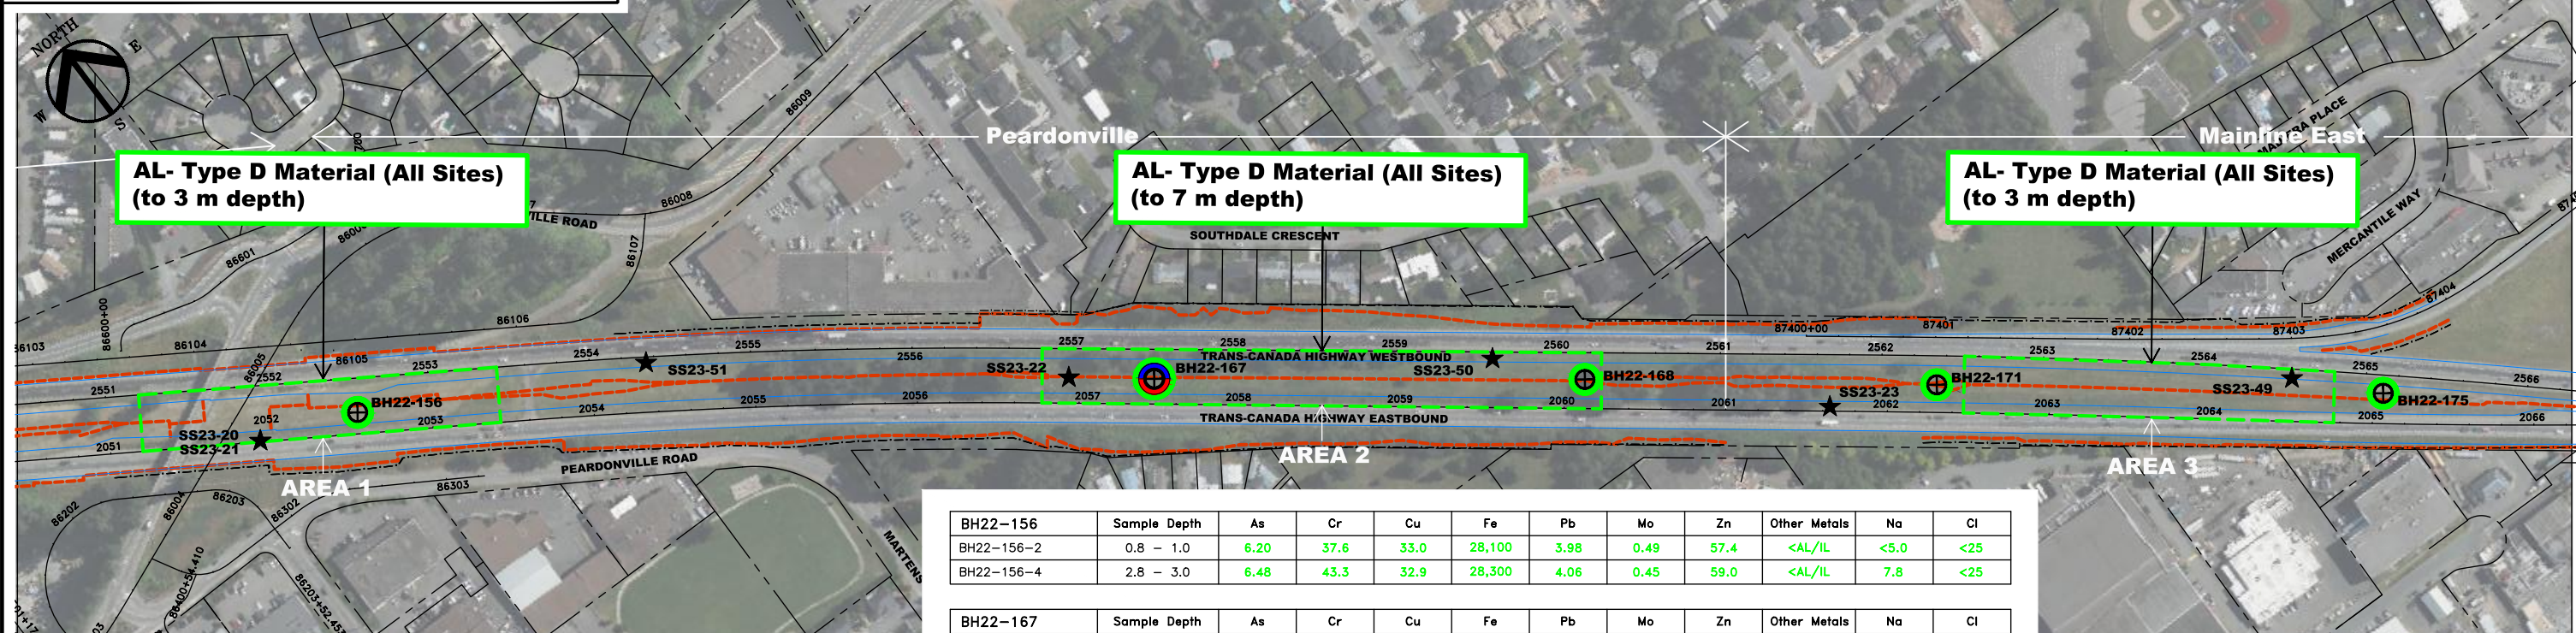 NORTH
E
W
S
Peardonville
Mainline East
AL- Type D Material (All Sites)
(to 3 m depth)
AL- Type D Material (All Sites)
(to 7 m depth)
AL- Type D Material (All Sites)
(to 3 m depth)
86009
86008
86107
86601
86600+00
86005
VILLE ROAD
SOUTHDALE CRESCENT
PLACE
MERCANTILE WAY
87404
86103
86104
86105
86106
2551
2552
2553
2554
2555
2556
2557
2558
2559
2560
2561
2562
2563
2564
2565
2566
87400+00
87401
87402
87403
TRANS-CANADA HIGHWAY WESTBOUND
SS23-51
SS23-22
BH22-167
SS23-50
BH22-168
BH22-171
SS23-23
SS23-49
BH22-175
BH22-156
SS23-20
SS23-21
2051
2052
2053
2054
2055
2056
2057
2058
2059
2060
2061
2062
2063
2064
2065
2066
TRANS-CANADA HIGHWAY EASTBOUND
PEARDONVILLE ROAD
AREA 1
AREA 2
AREA 3
86202
86203
86004
86302
86303
86400+54.410
86203+52.453
MARTENS
BH22-156 Sample Depth As Cr Cu Fe Pb Mo Zn Other Metals Na Cl
BH22-156-2 0.8 - 1.0 6.20 37.6 33.0 28,100 3.98 0.49 57.4 <AL/IL <5.0 <25
BH22-156-4 2.8 - 3.0 6.48 43.3 32.9 28,300 4.06 0.45 59.0 <AL/IL 7.8 <25
BH22-167 Sample Depth As Cr Cu Fe Pb Mo Zn Other Metals Na Cl